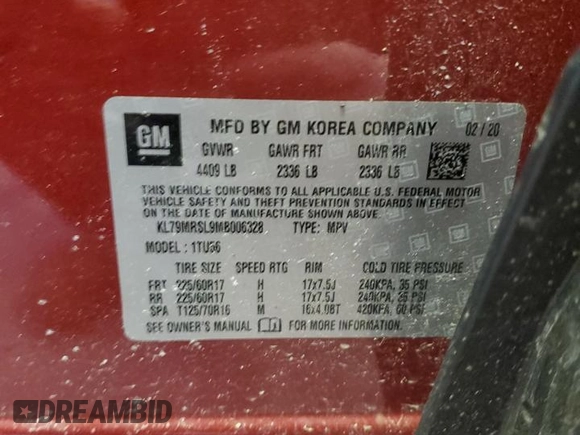 GM
MFD BY GM KOREA COMPANY 02/20
GVWR GAWR FRT GAWR RR
4409 LB 2336 LB 2336 LB
THIS VEHICLE CONFORMS TO ALL APPLICABLE U.S. FEDERAL MOTOR
VEHICLE SAFETY AND THEFT PREVENTION STANDARDS IN EFFECT
ON THE DATE OF MANUFACTURE SHOWN ABOVE.
KL79MRSL9MB006328 TYPE: MPV
MODEL: 1TU56
TIRE SIZE SPEED RTG RIM COLD TIRE PRESSURE
FRT 225/60R17 H 17x7.5J 240KPA, 35 PSI
RR 225/60R17 H 17x7.5J 240KPA, 35 PSI
SPA T125/70R16 M 16x4.0BT 420KPA, 60 PSI
SEE OWNER'S MANUAL FOR MORE INFORMATION
DREAMBID